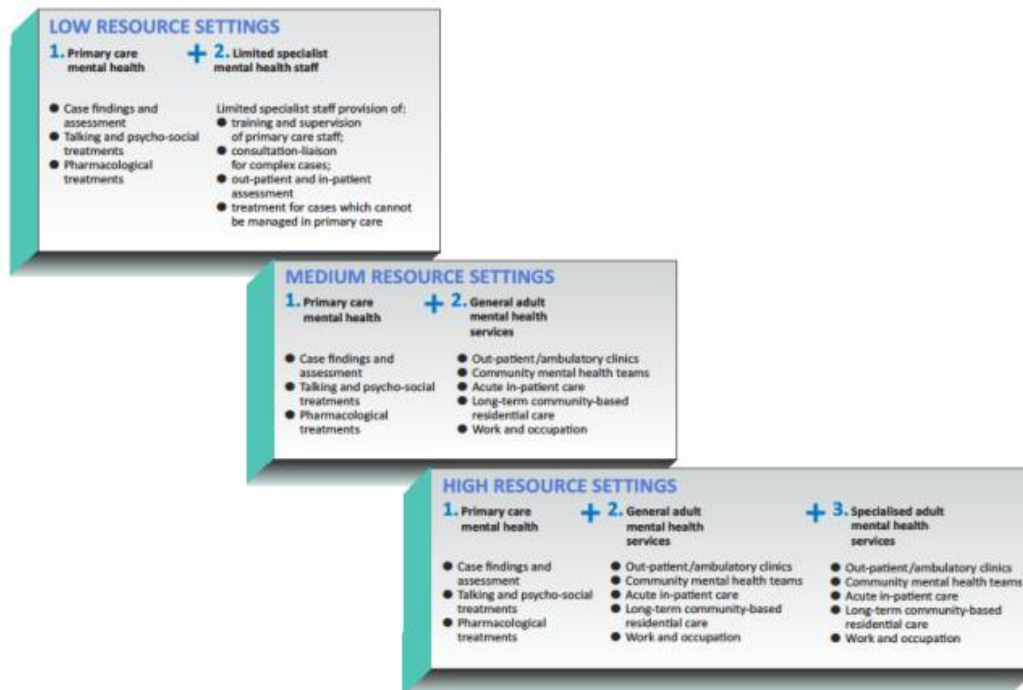 LOW RESOURCE SETTINGS
1. Primary care
mental health
+
2. Limited specialist
mental health staff
● Case findings and
assessment
● Talking and psycho-social
treatments
● Pharmacological
treatments
Limited specialist staff provision of:
● training and supervision
of primary care staff;
● consultation-liaison
for complex cases;
● out-patient and in-patient
assessment
● treatment for cases which cannot
be managed in primary care
MEDIUM RESOURCE SETTINGS
1. Primary care
mental health
+
2. General adult
mental health
services
● Case findings and
assessment
● Talking and psycho-social
treatments
● Pharmacological
treatments
● Out-patient/ambulatory clinics
● Community mental health teams
● Acute in-patient care
● Long-term community-based
residential care
● Work and occupation
HIGH RESOURCE SETTINGS
1. Primary care
mental health
+
2. General adult
mental health
services
+
3. Specialised adult
mental health
services
● Case findings and
assessment
● Talking and psycho-social
treatments
● Pharmacological
treatments
● Out-patient/ambulatory clinics
● Community mental health teams
● Acute in-patient care
● Long-term community-based
residential care
● Work and occupation
● Out-patient/ambulatory clinics
● Community mental health teams
● Acute in-patient care
● Long-term community-based
residential care
● Work and occupation